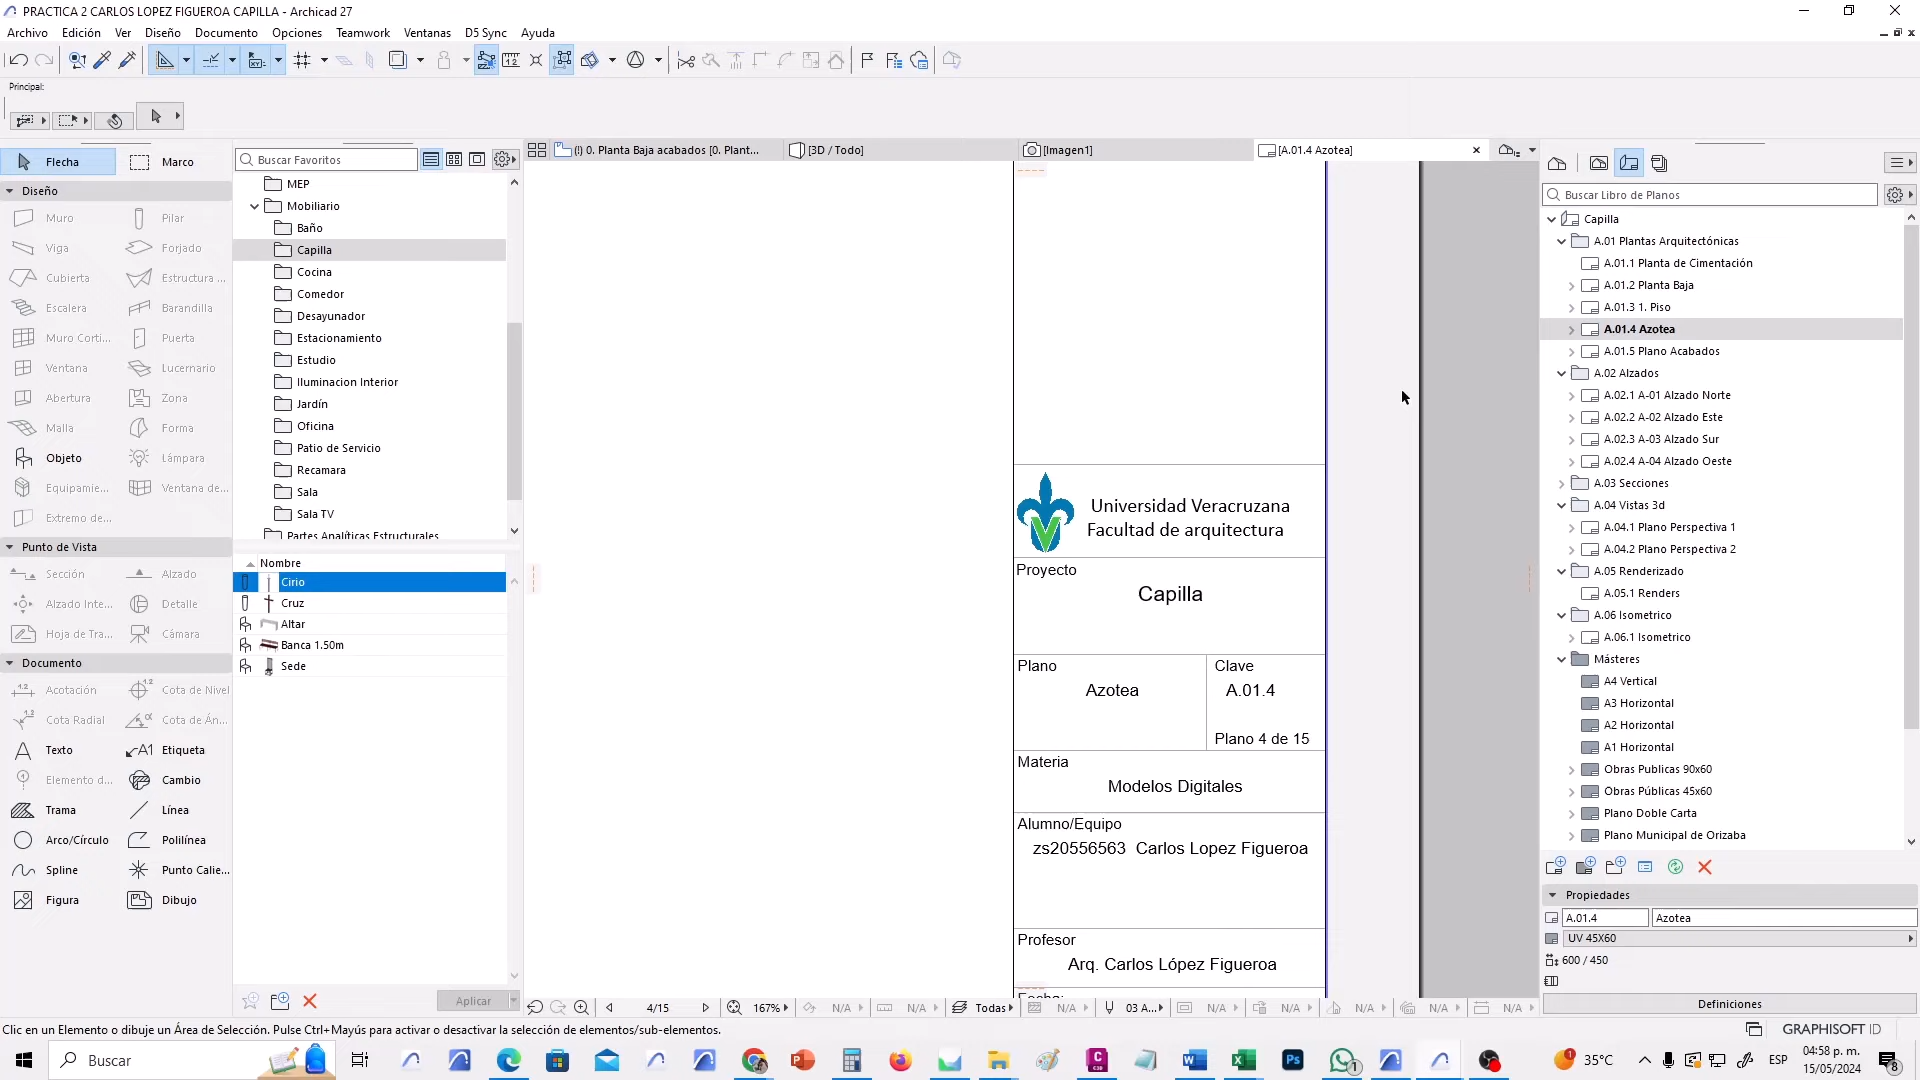 PRACTICA 2 CARLOS LOPEZ FIGUEROA CAPILLA - Archicad 27
Archivo Edición Ver Diseño Documento Opciones Teamwork Ventanas D5 Sync Ayuda
Principal:
Flecha Marco
Diseño
Muro Pilar
Viga Forjado
Cubierta Estructura ...
Escalera Barandilla
Muro Corti... Puerta
Ventana Lucernario
Abertura Zona
Malla Forma
Objeto Lámpara
Equipamie... Ventana de...
Extremo de...
Punto de Vista
Sección Alzado
Alzado Inte... Detalle
Hoja de Tra... Cámara
Documento
Acotación Cota de Nivel
Cota Radial Cota de Án...
Texto Etiqueta
Elemento d... Cambio
Trama Línea
Arco/Círculo Polilínea
Spline Punto Calie...
Figura Dibujo
Buscar Favoritos
MEP
Mobiliario
Baño
Capilla
Cocina
Comedor
Desayunador
Estacionamiento
Estudio
Iluminacion Interior
Jardín
Oficina
Patio de Servicio
Recamara
Sala
Sala TV
Partes Analíticas Estructurales
Nombre
Cirio
Cruz
Altar
Banca 1.50m
Sede
Aplicar
(!) 0. Planta Baja acabados [0. Plant...
[3D / Todo]
[Imagen1]
[A.01.4 Azotea]
Universidad Veracruzana
Facultad de arquitectura
Proyecto
Capilla
Plano Clave
Azotea A.01.4
Plano 4 de 15
Materia
Modelos Digitales
Alumno/Equipo
zs20556563 Carlos Lopez Figueroa
Profesor
Arq. Carlos López Figueroa
Fecha:
4/15 167% N/A N/A Todas N/A 03 A... N/A N/A N/A N/A N/A
Buscar Libro de Planos
Capilla
A.01 Plantas Arquitectónicas
A.01.1 Planta de Cimentación
A.01.2 Planta Baja
A.01.3 1. Piso
A.01.4 Azotea
A.01.5 Plano Acabados
A.02 Alzados
A.02.1 A-01 Alzado Norte
A.02.2 A-02 Alzado Este
A.02.3 A-03 Alzado Sur
A.02.4 A-04 Alzado Oeste
A.03 Secciones
A.04 Vistas 3d
A.04.1 Plano Perspectiva 1
A.04.2 Plano Perspectiva 2
A.05 Renderizado
A.05.1 Renders
A.06 Isometrico
A.06.1 Isometrico
Másteres
A4 Vertical
A3 Horizontal
A2 Horizontal
A1 Horizontal
Obras Publicas 90x60
Obras Públicas 45x60
Plano Doble Carta
Plano Municipal de Orizaba
Propiedades
A.01.4 Azotea
UV 45X60
600 / 450
Definiciones
Clic en un Elemento o dibuje un Área de Selección. Pulse Ctrl+Mayús para activar o desactivar la selección de elementos/sub-elementos.
GRAPHISOFT ID
Buscar
35°C
ESP
04:58 p. m.
15/05/2024
8